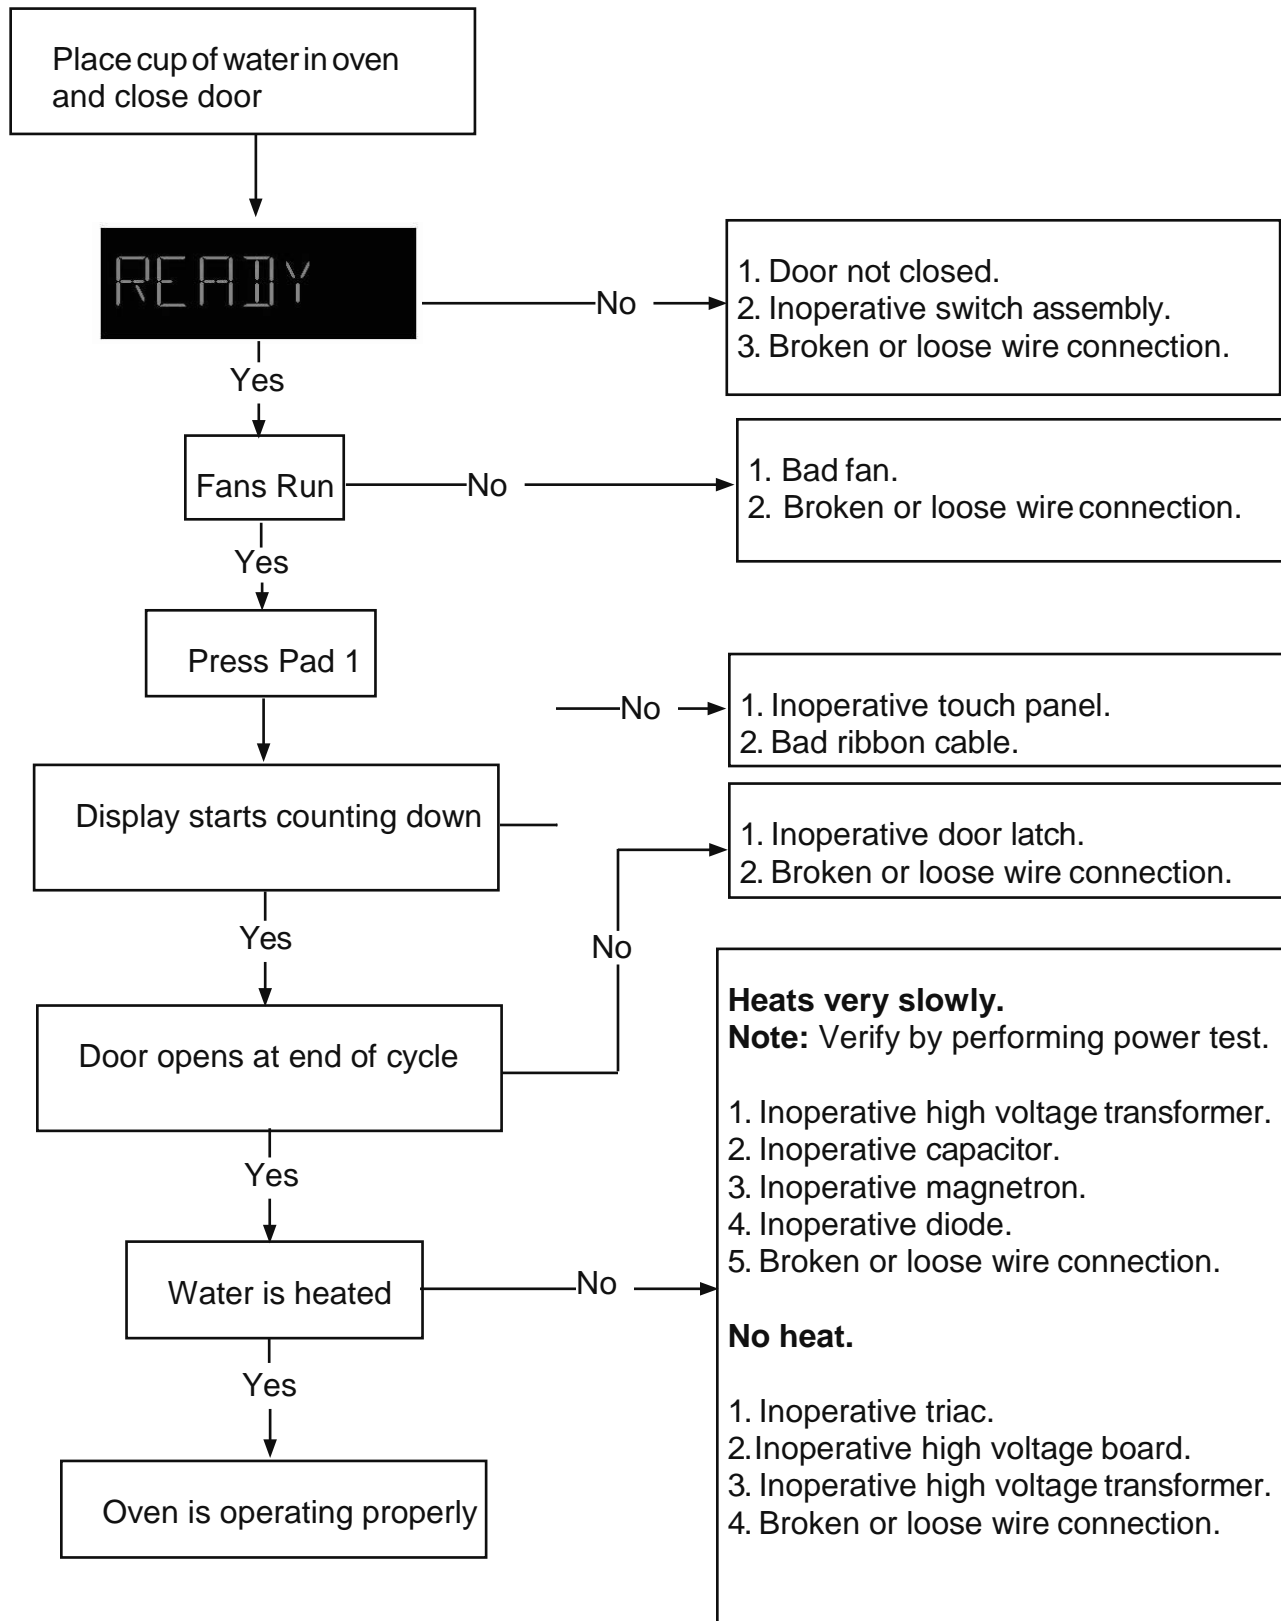 Place cup of water in oven
and close door
READY
No
1. Door not closed.
2. Inoperative switch assembly.
3. Broken or loose wire connection.
Yes
Fans Run
No
1. Bad fan.
2. Broken or loose wire connection.
Yes
Press Pad 1
No
1. Inoperative touch panel.
2. Bad ribbon cable.
Display starts counting down
1. Inoperative door latch.
2. Broken or loose wire connection.
Yes
No
Door opens at end of cycle
Heats very slowly.
Note: Verify by performing power test.
1. Inoperative high voltage transformer.
2. Inoperative capacitor.
3. Inoperative magnetron.
4. Inoperative diode.
5. Broken or loose wire connection.
Yes
Water is heated
No
No heat.
1. Inoperative triac.
2.Inoperative high voltage board.
3. Inoperative high voltage transformer.
4. Broken or loose wire connection.
Yes
Oven is operating properly